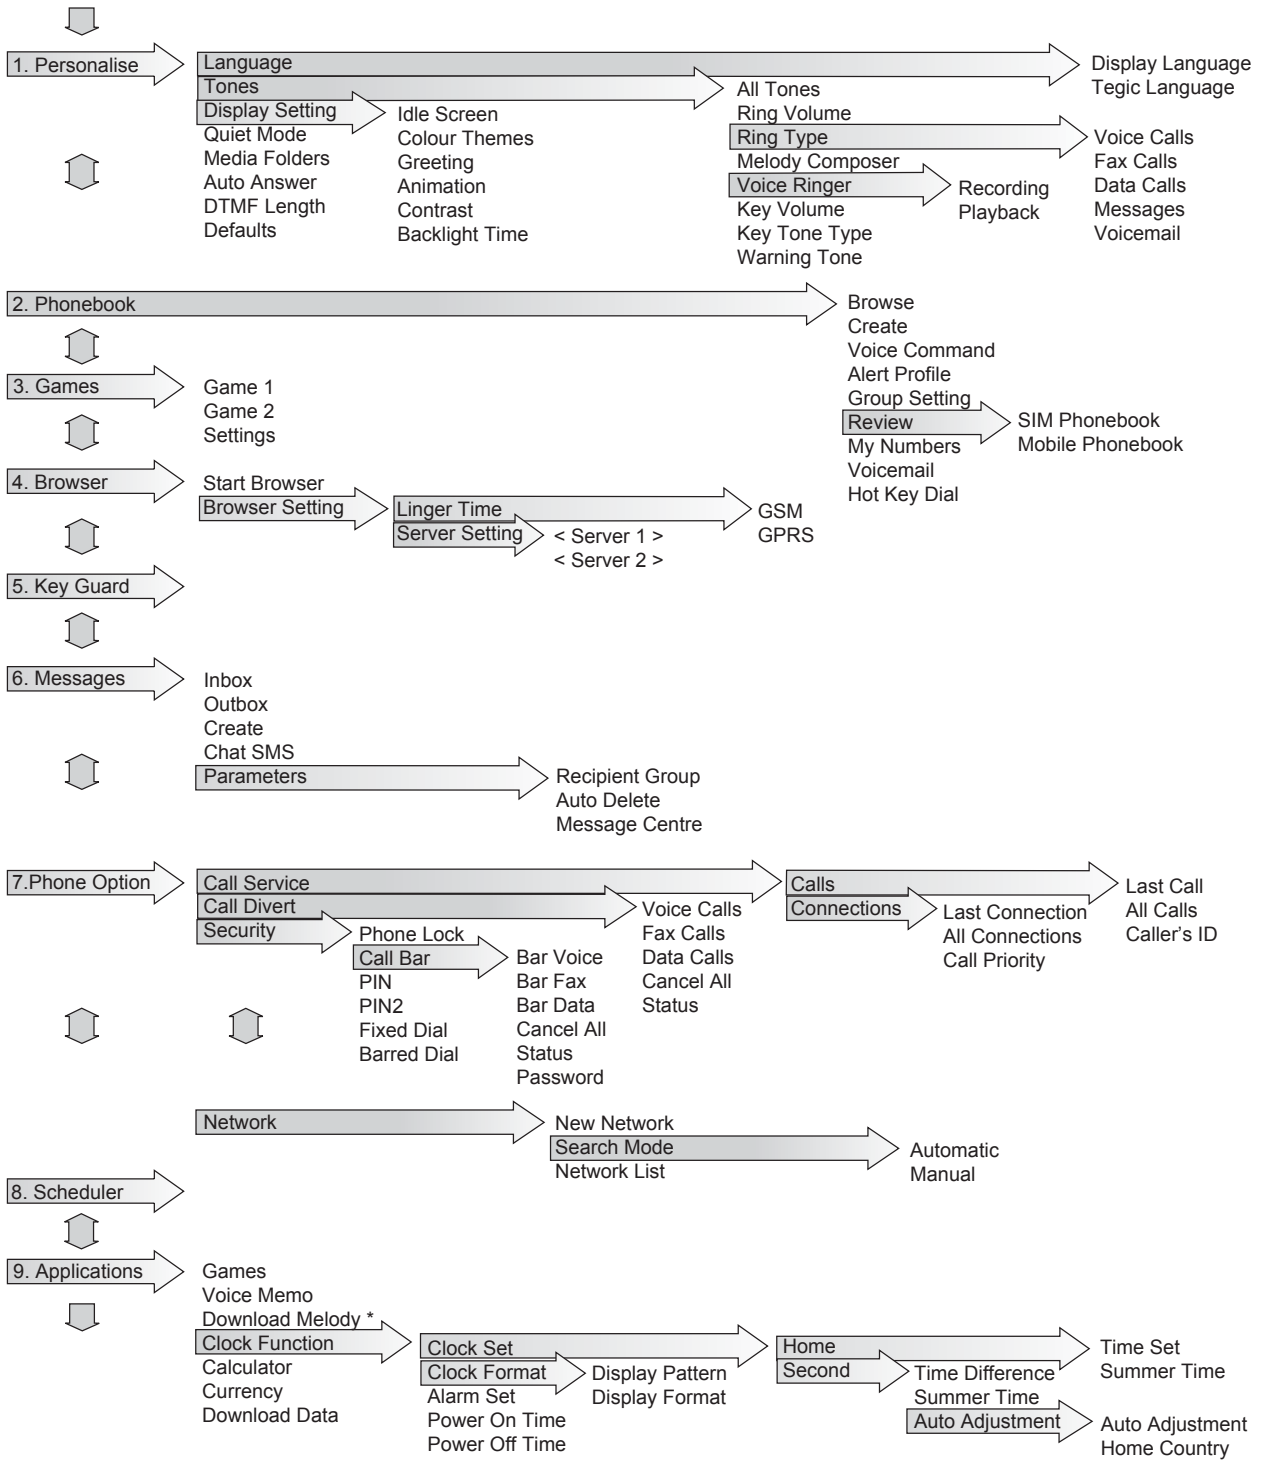 1. Personalise
Language
Tones
Display Setting
Quiet Mode
Media Folders
Auto Answer
DTMF Length
Defaults
Idle Screen
Colour Themes
Greeting
Animation
Contrast
Backlight Time
All Tones
Ring Volume
Ring Type
Melody Composer
Voice Ringer
Key Volume
Key Tone Type
Warning Tone
Recording
Playback
Display Language
Tegic Language
Voice Calls
Fax Calls
Data Calls
Messages
Voicemail
2. Phonebook
Browse
Create
Voice Command
Alert Profile
Group Setting
Review
My Numbers
Voicemail
Hot Key Dial
SIM Phonebook
Mobile Phonebook
3. Games
Game 1
Game 2
Settings
4. Browser
Start Browser
Browser Setting
Linger Time
Server Setting
< Server 1 >
< Server 2 >
GSM
GPRS
5. Key Guard
6. Messages
Inbox
Outbox
Create
Chat SMS
Parameters
Recipient Group
Auto Delete
Message Centre
7.Phone Option
Call Service
Call Divert
Security
Phone Lock
Call Bar
PIN
PIN2
Fixed Dial
Barred Dial
Bar Voice
Bar Fax
Bar Data
Cancel All
Status
Password
Voice Calls
Fax Calls
Data Calls
Cancel All
Status
Calls
Connections
Last Connection
All Connections
Call Priority
Last Call
All Calls
Caller's ID
Network
New Network
Search Mode
Network List
Automatic
Manual
8. Scheduler
9. Applications
Games
Voice Memo
Download Melody *
Clock Function
Calculator
Currency
Download Data
Clock Set
Clock Format
Alarm Set
Power On Time
Power Off Time
Display Pattern
Display Format
Home
Second
Time Difference
Summer Time
Auto Adjustment
Time Set
Summer Time
Auto Adjustment
Home Country